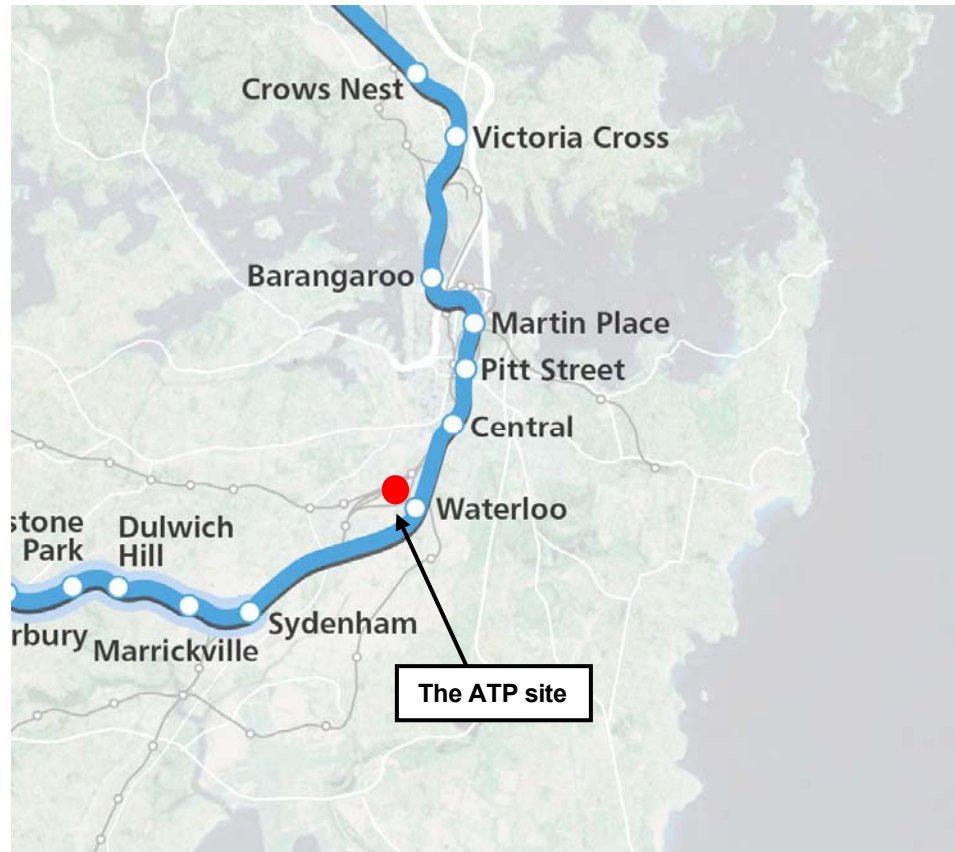 Crows Nest
Victoria Cross
Barangaroo
Martin Place
Pitt Street
Central
Waterloo
stone
Park
Dulwich
Hill
Sydenham
rbury
Marrickville
The ATP site